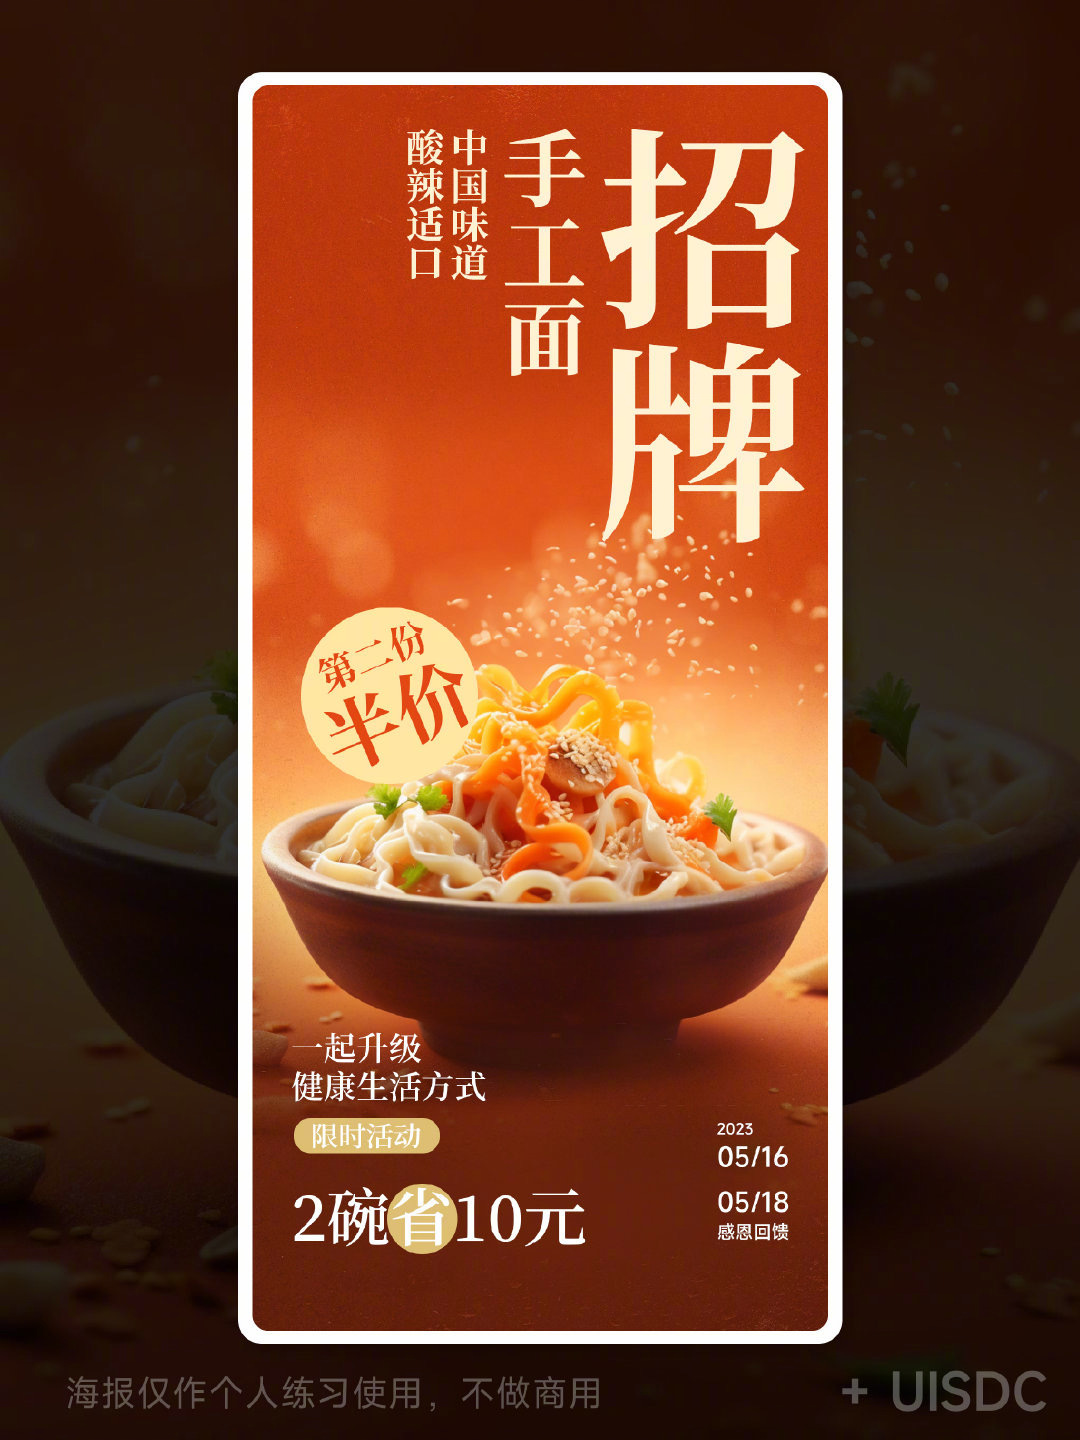 招牌
手工面
中国味道
酸辣适口
第二份
半价
一起升级
健康生活方式
限时活动
2碗省10元
2023
05/16
05/18
感恩回馈
海报仅作个人练习使用，不做商用
+ UISDC